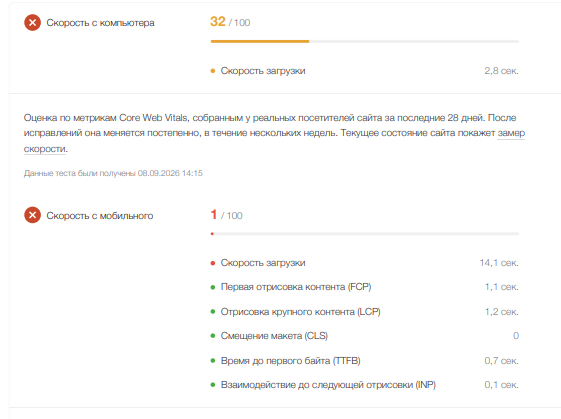 Скорость с компьютера 32 / 100
Скорость загрузки 2,8 сек.
Оценка по метрикам Core Web Vitals, собранным у реальных посетителей сайта за последние 28 дней. После
исправлений она меняется постепенно, в течение нескольких недель. Текущее состояние сайта покажет замер
скорости.
Данные теста были получены 08.09.2026 14:15
Скорость с мобильного 1 / 100
Скорость загрузки 14,1 сек.
Первая отрисовка контента (FCP) 1,1 сек.
Отрисовка крупного контента (LCP) 1,2 сек.
Смещение макета (CLS) 0
Время до первого байта (TTFB) 0,7 сек.
Взаимодействие до следующей отрисовки (INP) 0,1 сек.